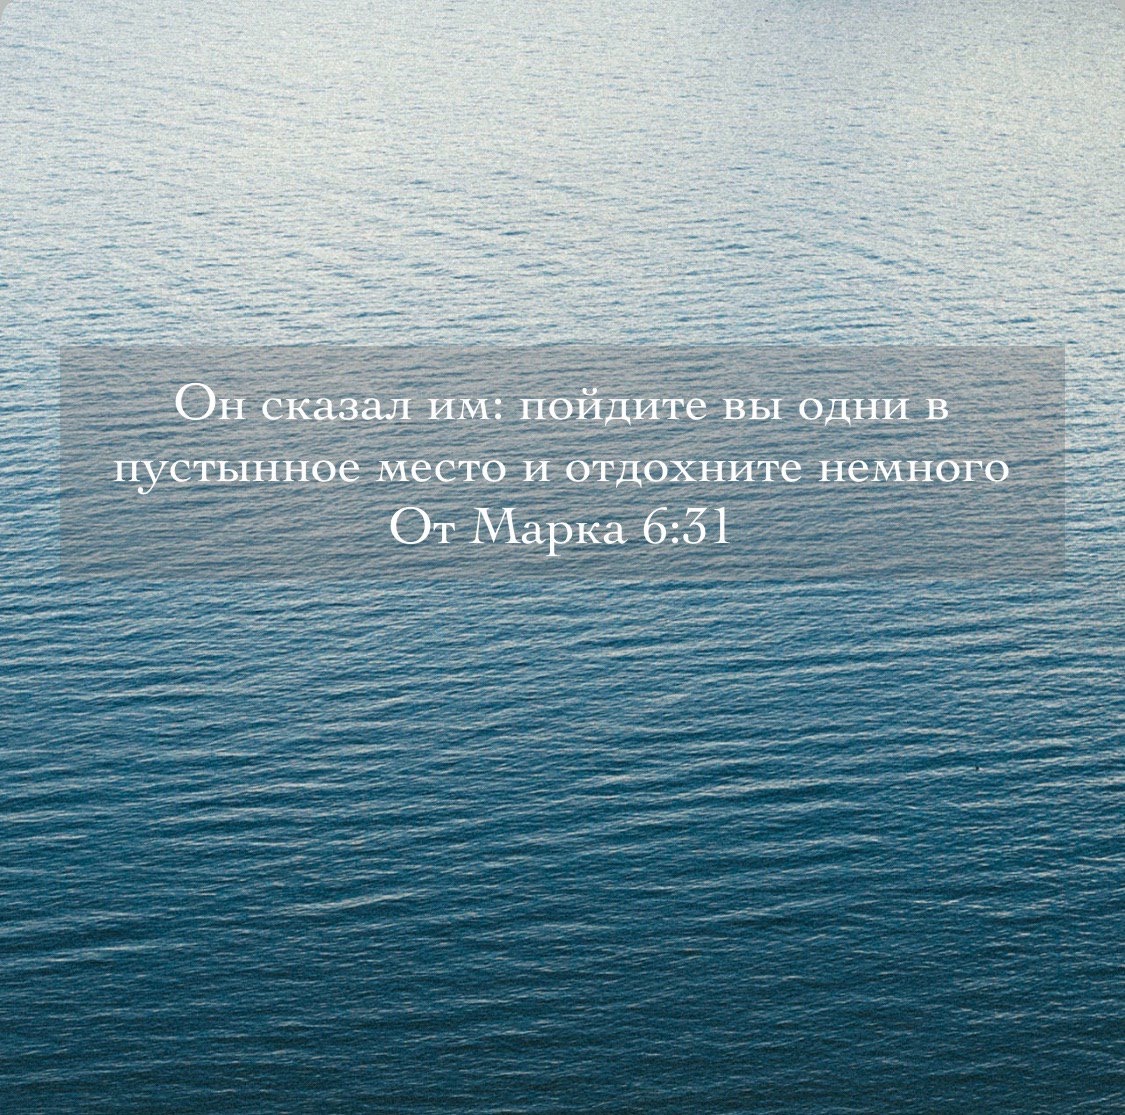 Он сказал им: пойдите вы одни в
пустынное место и отдохните немного
От Марка 6:31